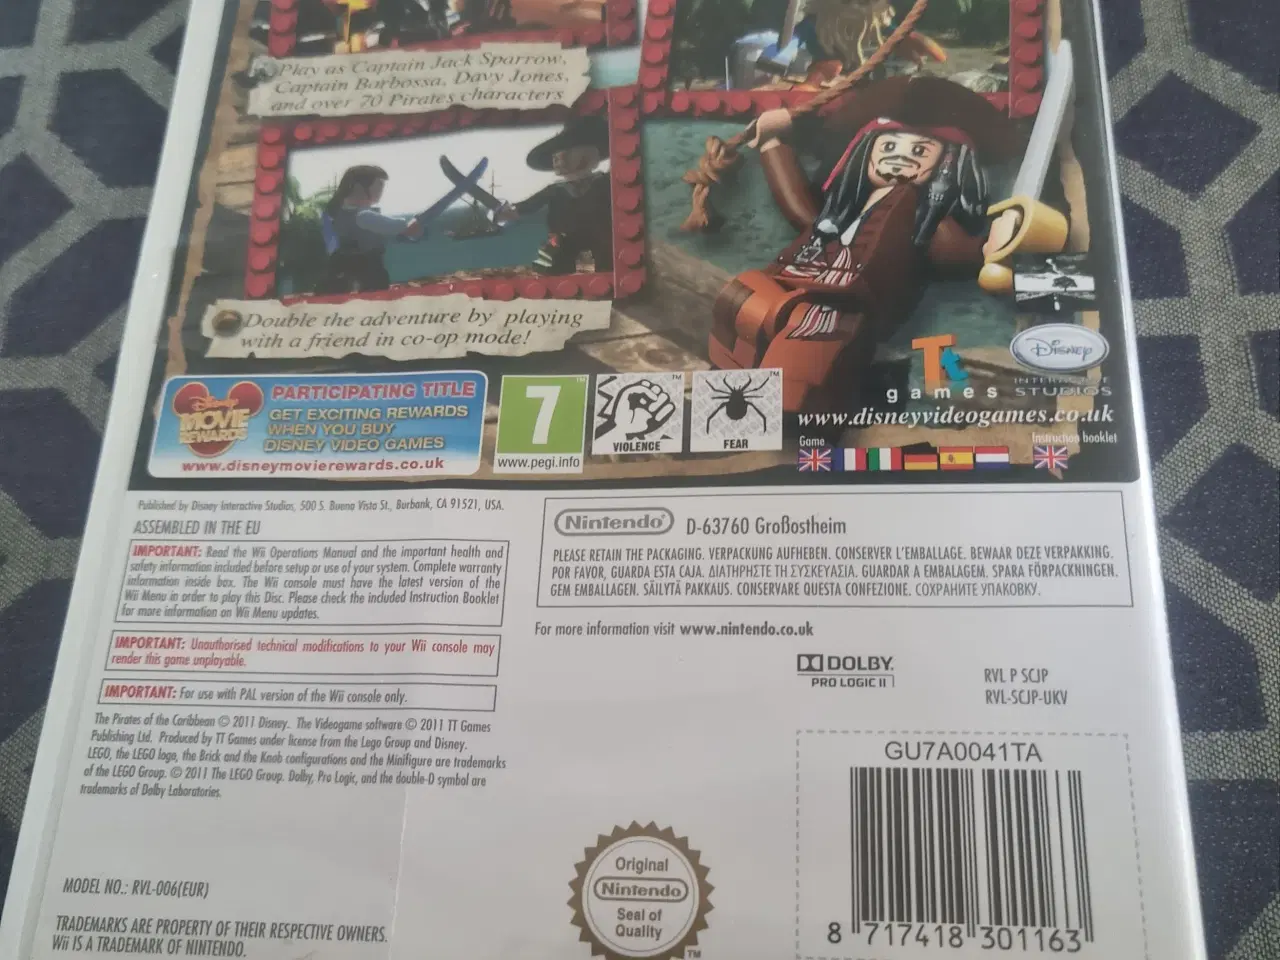 Play as Captain Jack Sparrow,
Captain Barbossa, Davy Jones,
and over 70 Pirates characters
Double the adventure by playing
with a friend in co-op mode!
Disney
MOVIE
REWARDS
PARTICIPATING TITLE
GET EXCITING REWARDS
WHEN YOU BUY
DISNEY VIDEO GAMES
www.disneymovierewards.co.uk
7
www.pegi.info
VIOLENCE
FEAR
Tt
games
Disney
INTERACTIVE
STUDIOS
www.disneyvideogames.co.uk
Game
Instruction booklet
Published by Disney Interactive Studios, 500 S. Buena Vista St., Burbank, CA 91521, USA.
ASSEMBLED IN THE EU
IMPORTANT: Read the Wii Operations Manual and the important health and
safety information included before setup or use of your system. Complete warranty
information inside box. The Wii console must have the latest version of the
Wii Menu in order to play this Disc. Please check the included Instruction Booklet
for more information on Wii Menu updates.
IMPORTANT: Unauthorised technical modifications to your Wii console may
render this game unplayable.
IMPORTANT: For use with PAL version of the Wii console only.
The Pirates of the Caribbean © 2011 Disney. The Videogame software © 2011 TT Games
Publishing Ltd. Produced by TT Games under license from the Lego Group and Disney.
LEGO, the LEGO logo, the Brick and the Knob configurations and the Minifigure are trademarks
of the LEGO Group. © 2011 The LEGO Group. Dolby, Pro Logic, and the double-D symbol are
trademarks of Dolby Laboratories.
MODEL NO.: RVL-006(EUR)
TRADEMARKS ARE PROPERTY OF THEIR RESPECTIVE OWNERS.
Wii IS A TRADEMARK OF NINTENDO.
Nintendo® D-63760 Großostheim
PLEASE RETAIN THE PACKAGING. VERPACKUNG AUFHEBEN. CONSERVER L'EMBALLAGE. BEWAAR DEZE VERPAKKING.
POR FAVOR, GUARDA ESTA CAJA. ΔΙΑΤΗΡΗΣΤΕ ΤΗ ΣΥΣΚΕΥΑΣΙΑ. GUARDAR A EMBALAGEM. SPARA FÖRPACKNINGEN.
GEM EMBALLAGEN. SÄILYTÄ PAKKAUS. CONSERVARE QUESTA CONFEZIONE. СОХРАНИТЕ УПАКОВКУ.
For more information visit www.nintendo.co.uk
DOLBY
PRO LOGIC II
RVL P SCJP
RVL-SCJP-UKV
GU7A0041TA
8 717418 301163
Original
Nintendo
Seal of
Quality
TM